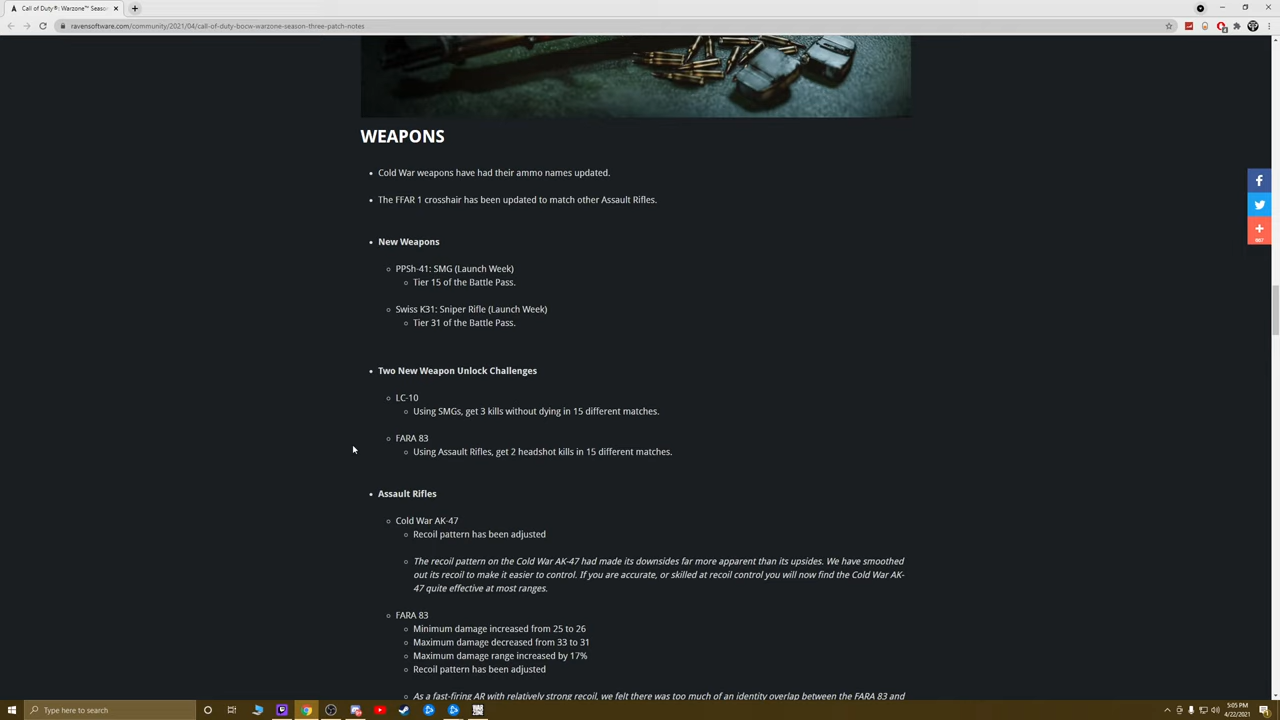 Call of Duty®: Warzone™ Seaso
ravensoftware.com/community/2021/04/call-of-duty-bocw-warzone-season-three-patch-notes
WEAPONS
Cold War weapons have had their ammo names updated.
The FFAR 1 crosshair has been updated to match other Assault Rifles.
New Weapons
PPSh-41: SMG (Launch Week)
Tier 15 of the Battle Pass.
Swiss K31: Sniper Rifle (Launch Week)
Tier 31 of the Battle Pass.
Two New Weapon Unlock Challenges
LC-10
Using SMGs, get 3 kills without dying in 15 different matches.
FARA 83
Using Assault Rifles, get 2 headshot kills in 15 different matches.
Assault Rifles
Cold War AK-47
Recoil pattern has been adjusted
The recoil pattern on the Cold War AK-47 had made its downsides far more apparent than its upsides. We have smoothed
out its recoil to make it easier to control. If you are accurate, or skilled at recoil control you will now find the Cold War AK-
47 quite effective at most ranges.
FARA 83
Minimum damage increased from 25 to 26
Maximum damage decreased from 33 to 31
Maximum damage range increased by 17%
Recoil pattern has been adjusted
As a fast-firing AR with relatively strong recoil, we felt there was too much of an identity overlap between the FARA 83 and
Type here to search
5:05 PM
4/22/2021